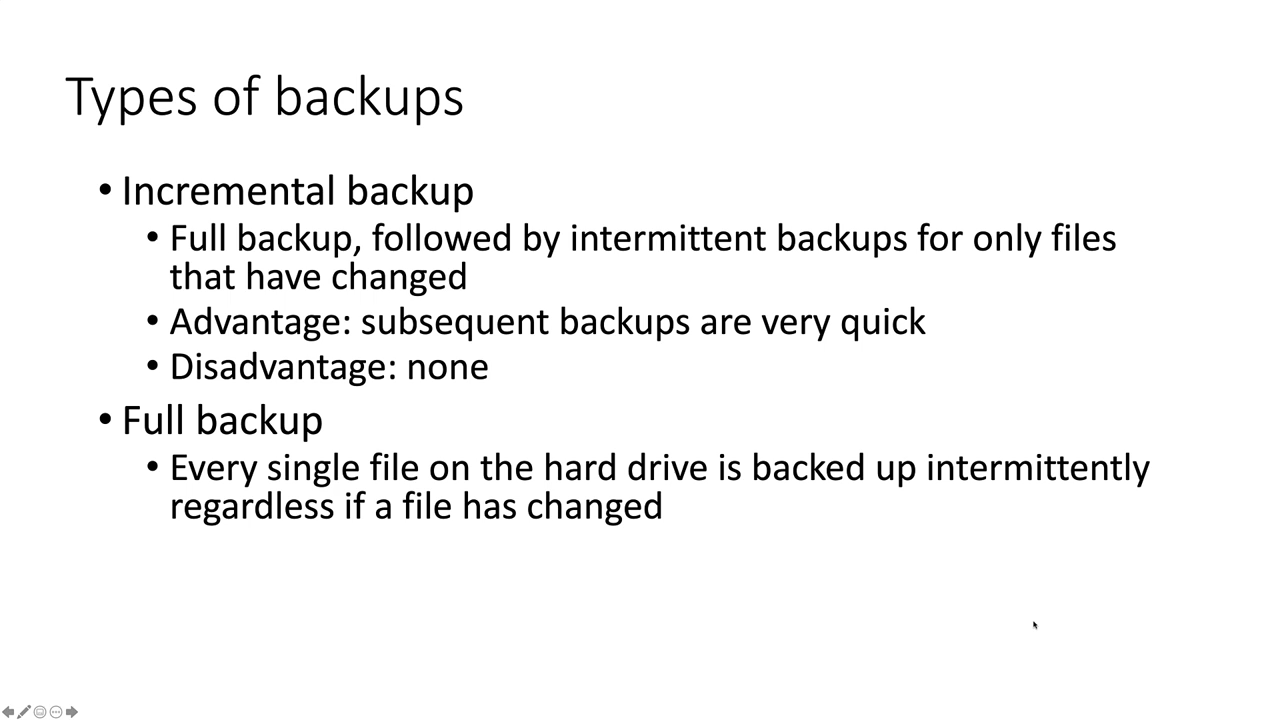 Types of backups
• Incremental backup
• Full backup, followed by intermittent backups for only files
that have changed
• Advantage: subsequent backups are very quick
• Disadvantage: none
• Full backup
• Every single file on the hard drive is backed up intermittently
regardless if a file has changed